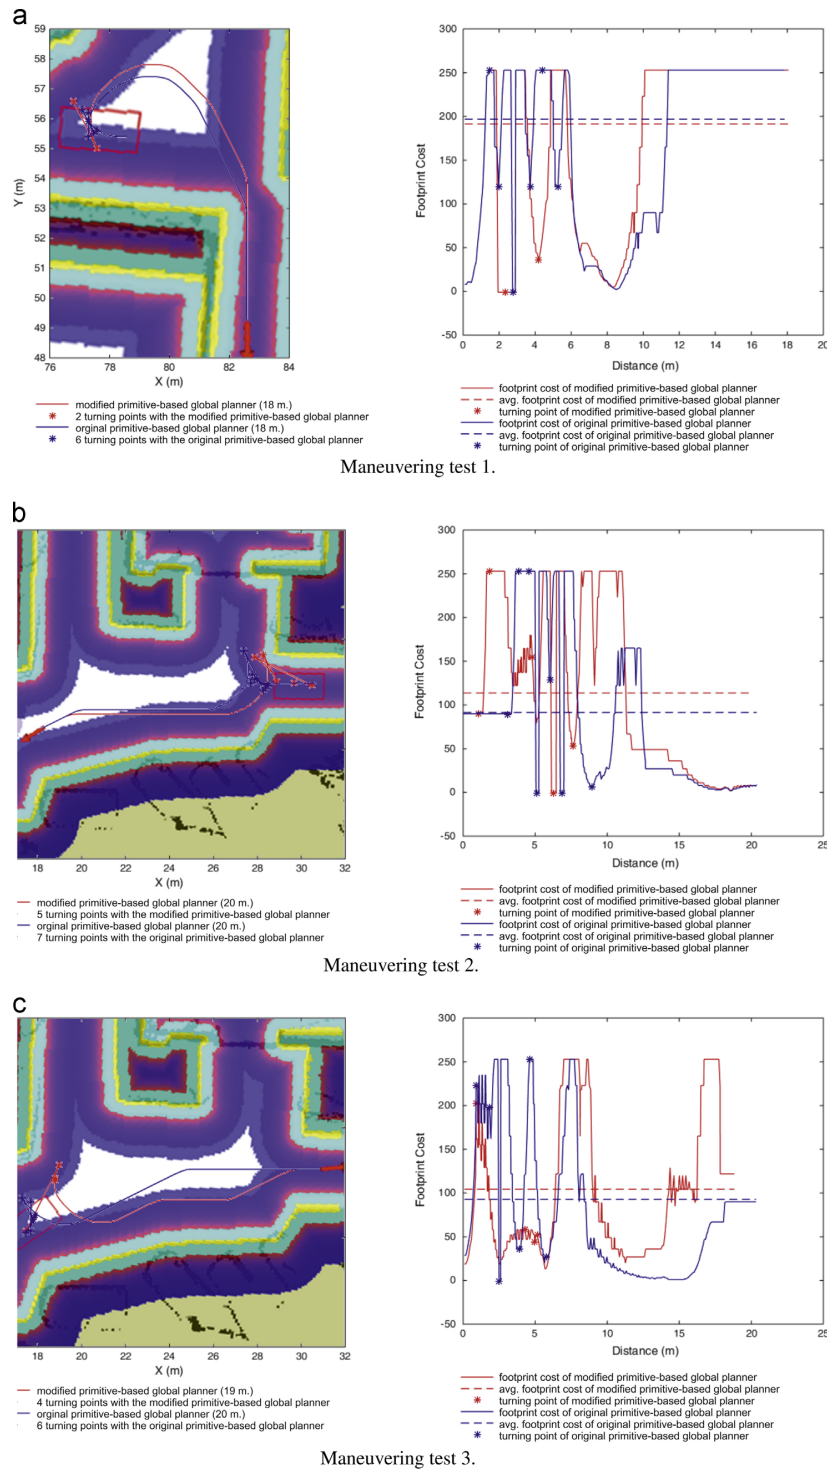 a
59
58
57
56
55
53
52
51
50
49
48
Y (m)
76
78
80
82
84
X (m)
modified primitive-based global planner (18 m.)
2 turning points with the modified primitive-based global planner
orginal primitive-based global planner (18 m.)
6 turning points with the original primitive-based global planner
300
250
200
150
100
50
0
-50
Footprint Cost
0 2 4 6 8 10 12 14 16 18 20
Distance (m)
footprint cost of modified primitive-based global planner
avg. footprint cost of modified primitive-based global planner
turning point of modified primitive-based global planner
footprint cost of original primitive-based global planner
avg. footprint cost of original primitive-based global planner
turning point of original primitive-based global planner
Maneuvering test 1.
b
18 20 22 24 26 28 30 32
X (m)
modified primitive-based global planner (20 m.)
5 turning points with the modified primitive-based global planner
orginal primitive-based global planner (20 m.)
7 turning points with the original primitive-based global planner
300
250
200
150
100
50
0
-50
Footprint Cost
0 5 10 15 20 25
Distance (m)
footprint cost of modified primitive-based global planner
avg. footprint cost of modified primitive-based global planner
turning point of modified primitive-based global planner
footprint cost of original primitive-based global planner
avg. footprint cost of original primitive-based global planner
turning point of original primitive-based global planner
Maneuvering test 2.
c
18 20 22 24 26 28 30 32
X (m)
modified primitive-based global planner (19 m.)
4 turning points with the modified primitive-based global planner
orginal primitive-based global planner (20 m.)
6 turning points with the original primitive-based global planner
300
250
200
150
100
50
0
-50
Footprint Cost
0 5 10 15 20 25
Distance (m)
footprint cost of modified primitive-based global planner
avg. footprint cost of modified primitive-based global planner
turning point of modified primitive-based global planner
footprint cost of original primitive-based global planner
avg. footprint cost of original primitive-based global planner
turning point of original primitive-based global planner
Maneuvering test 3.